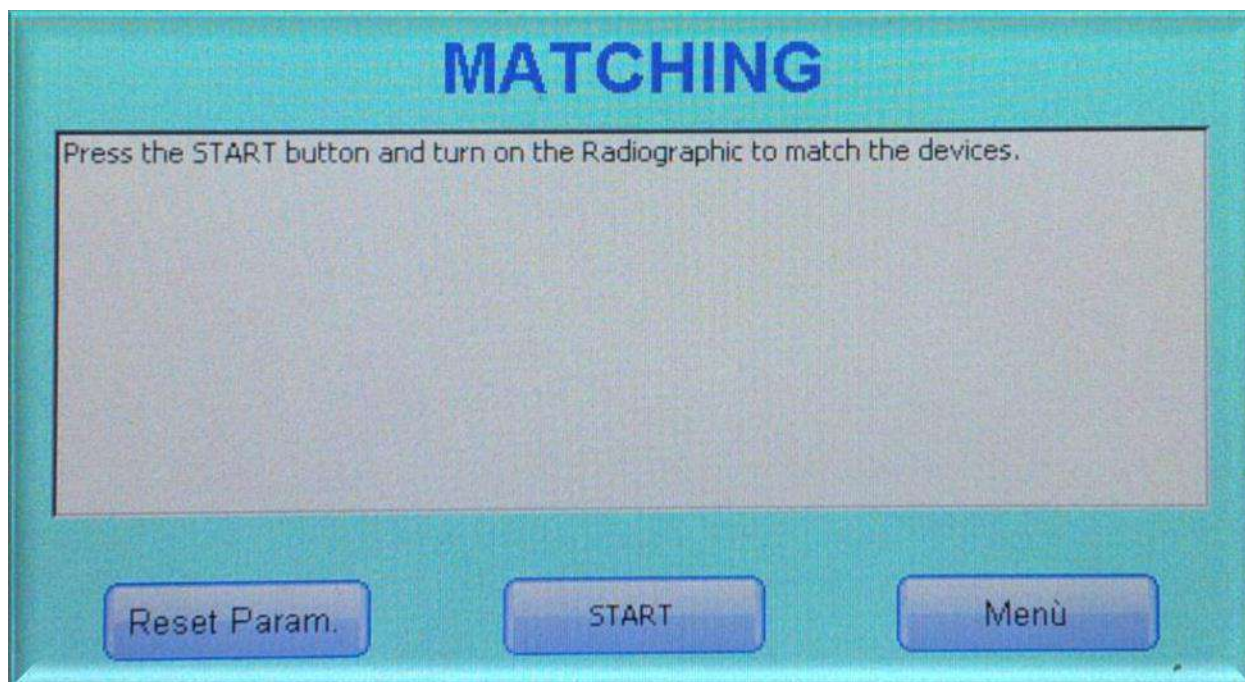 MATCHING
Press the START button and turn on the Radiographic to match the devices.
Reset Param.
START
Menù